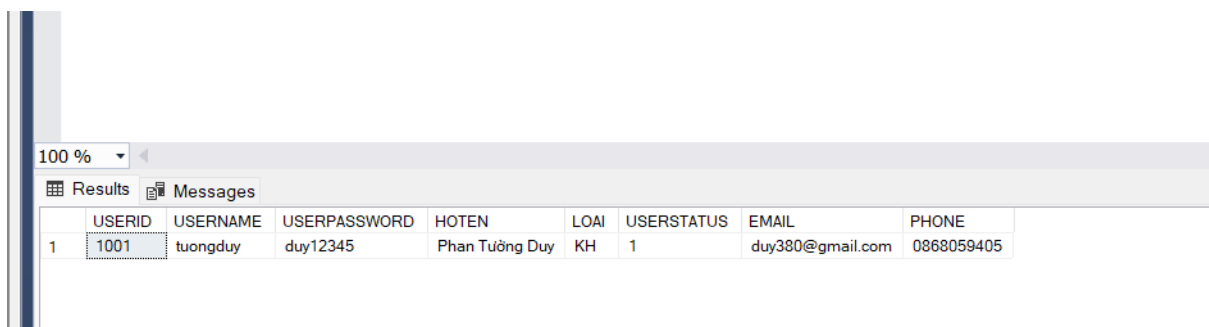 100 %
Results Messages
USERID USERNAME USERPASSWORD HOTEN LOAI USERSTATUS EMAIL PHONE
1 1001 tuongduy duy12345 Phan Tường Duy KH 1 duy380@gmail.com 0868059405